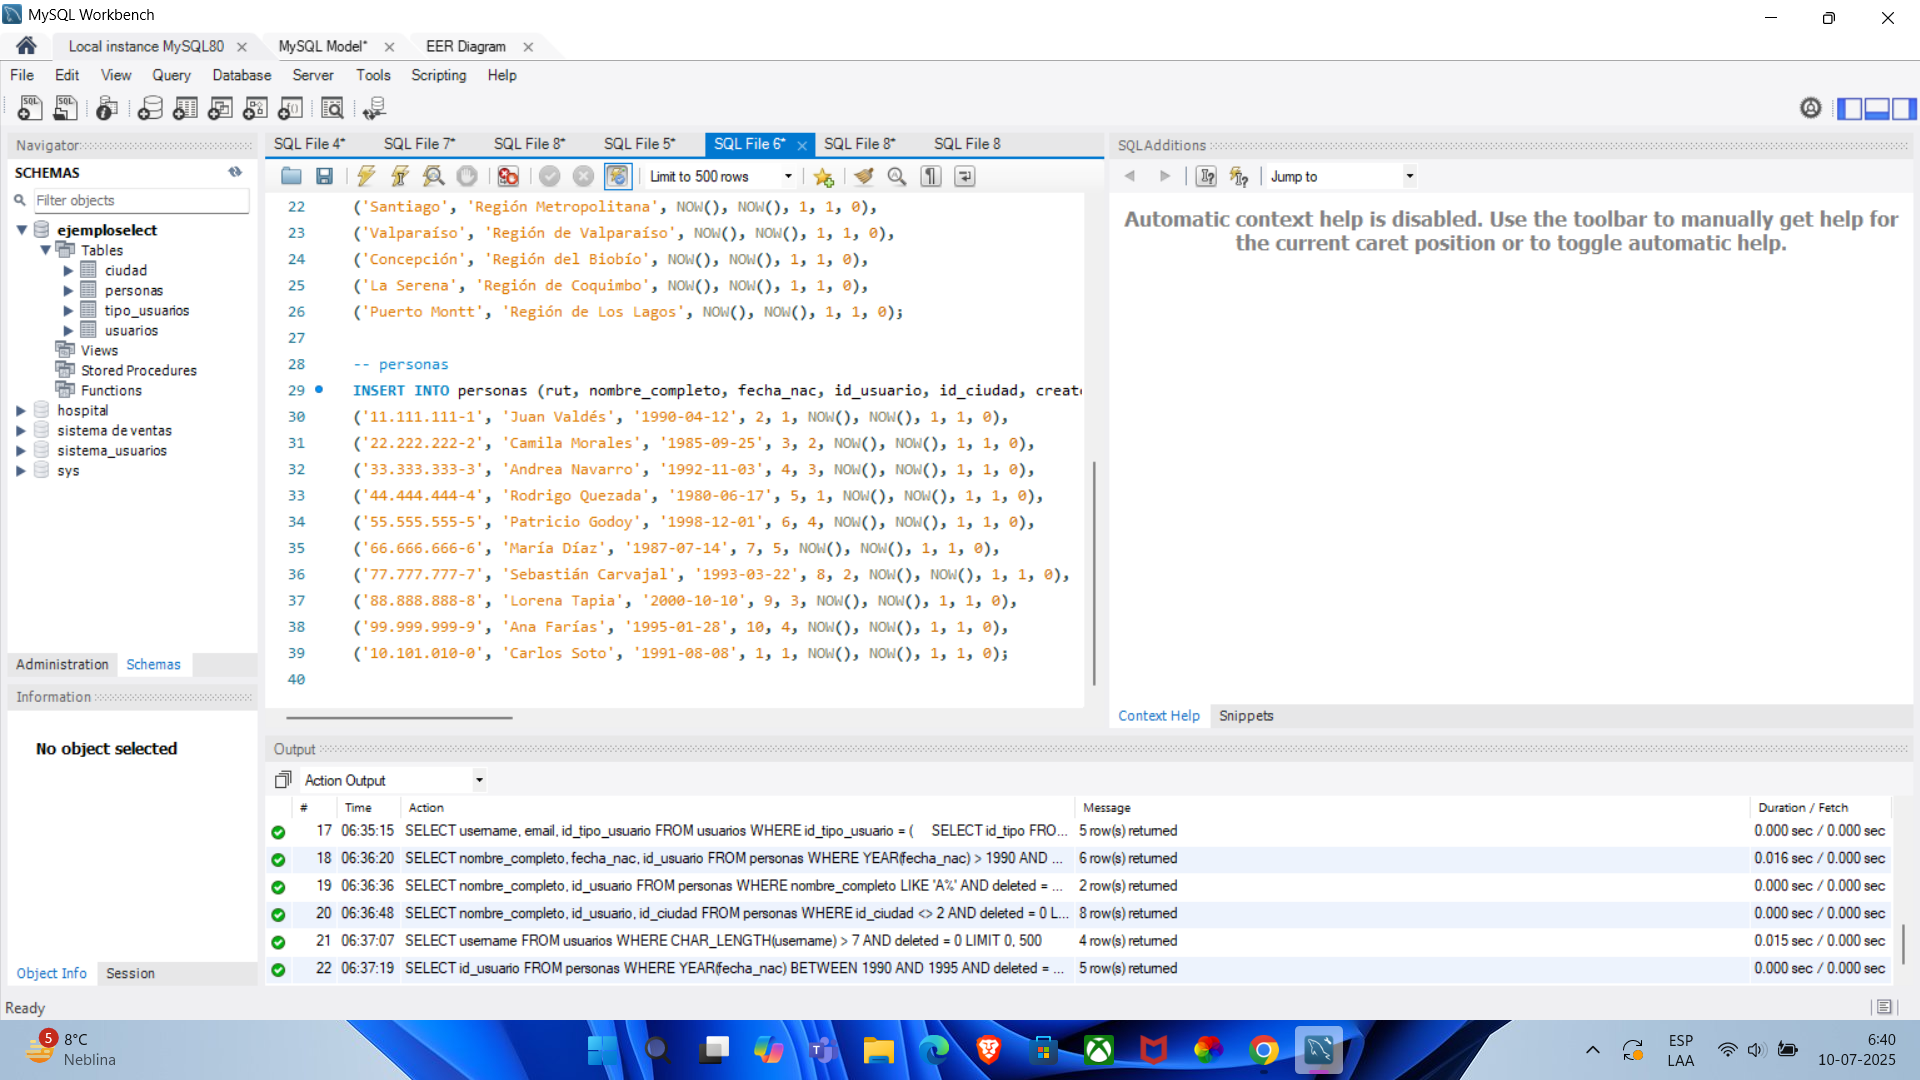 MySQL Workbench
Local instance MySQL80
MySQL Model*
EER Diagram
File Edit View Query Database Server Tools Scripting Help
Navigator
SCHEMAS
Filter objects
ejemploselect
Tables
ciudad
personas
tipo_usuarios
usuarios
Views
Stored Procedures
Functions
hospital
sistema de ventas
sistema_usuarios
sys
Administration Schemas
Information
No object selected
Object Info Session
SQL File 4* SQL File 7* SQL File 8* SQL File 5* SQL File 6* SQL File 8* SQL File 8
Limit to 500 rows
22 ('Santiago', 'Región Metropolitana', NOW(), NOW(), 1, 1, 0),
23 ('Valparaíso', 'Región de Valparaíso', NOW(), NOW(), 1, 1, 0),
24 ('Concepción', 'Región del Biobío', NOW(), NOW(), 1, 1, 0),
25 ('La Serena', 'Región de Coquimbo', NOW(), NOW(), 1, 1, 0),
26 ('Puerto Montt', 'Región de Los Lagos', NOW(), NOW(), 1, 1, 0);
27
28 -- personas
29 INSERT INTO personas (rut, nombre_completo, fecha_nac, id_usuario, id_ciudad, create
30 ('11.111.111-1', 'Juan Valdés', '1990-04-12', 2, 1, NOW(), NOW(), 1, 1, 0),
31 ('22.222.222-2', 'Camila Morales', '1985-09-25', 3, 2, NOW(), NOW(), 1, 1, 0),
32 ('33.333.333-3', 'Andrea Navarro', '1992-11-03', 4, 3, NOW(), NOW(), 1, 1, 0),
33 ('44.444.444-4', 'Rodrigo Quezada', '1980-06-17', 5, 1, NOW(), NOW(), 1, 1, 0),
34 ('55.555.555-5', 'Patricio Godoy', '1998-12-01', 6, 4, NOW(), NOW(), 1, 1, 0),
35 ('66.666.666-6', 'María Díaz', '1987-07-14', 7, 5, NOW(), NOW(), 1, 1, 0),
36 ('77.777.777-7', 'Sebastián Carvajal', '1993-03-22', 8, 2, NOW(), NOW(), 1, 1, 0),
37 ('88.888.888-8', 'Lorena Tapia', '2000-10-10', 9, 3, NOW(), NOW(), 1, 1, 0),
38 ('99.999.999-9', 'Ana Farías', '1995-01-28', 10, 4, NOW(), NOW(), 1, 1, 0),
39 ('10.101.010-0', 'Carlos Soto', '1991-08-08', 1, 1, NOW(), NOW(), 1, 1, 0);
40
SQLAdditions
Jump to
Automatic context help is disabled. Use the toolbar to manually get help for
the current caret position or to toggle automatic help.
Context Help Snippets
Output
Action Output
# Time Action Message Duration / Fetch
17 06:35:15 SELECT username, email, id_tipo_usuario FROM usuarios WHERE id_tipo_usuario = ( SELECT id_tipo FRO... 5 row(s) returned 0.000 sec / 0.000 sec
18 06:36:20 SELECT nombre_completo, fecha_nac, id_usuario FROM personas WHERE YEAR(fecha_nac) > 1990 AND ... 6 row(s) returned 0.016 sec / 0.000 sec
19 06:36:36 SELECT nombre_completo, id_usuario FROM personas WHERE nombre_completo LIKE 'A%' AND deleted = ... 2 row(s) returned 0.000 sec / 0.000 sec
20 06:36:48 SELECT nombre_completo, id_usuario, id_ciudad FROM personas WHERE id_ciudad <> 2 AND deleted = 0 L... 8 row(s) returned 0.000 sec / 0.000 sec
21 06:37:07 SELECT username FROM usuarios WHERE CHAR_LENGTH(username) > 7 AND deleted = 0 LIMIT 0, 500 4 row(s) returned 0.015 sec / 0.000 sec
22 06:37:19 SELECT id_usuario FROM personas WHERE YEAR(fecha_nac) BETWEEN 1990 AND 1995 AND deleted = ... 5 row(s) returned 0.000 sec / 0.000 sec
Ready
5
8°C
Neblina
ESP
LAA
6:40
10-07-2025